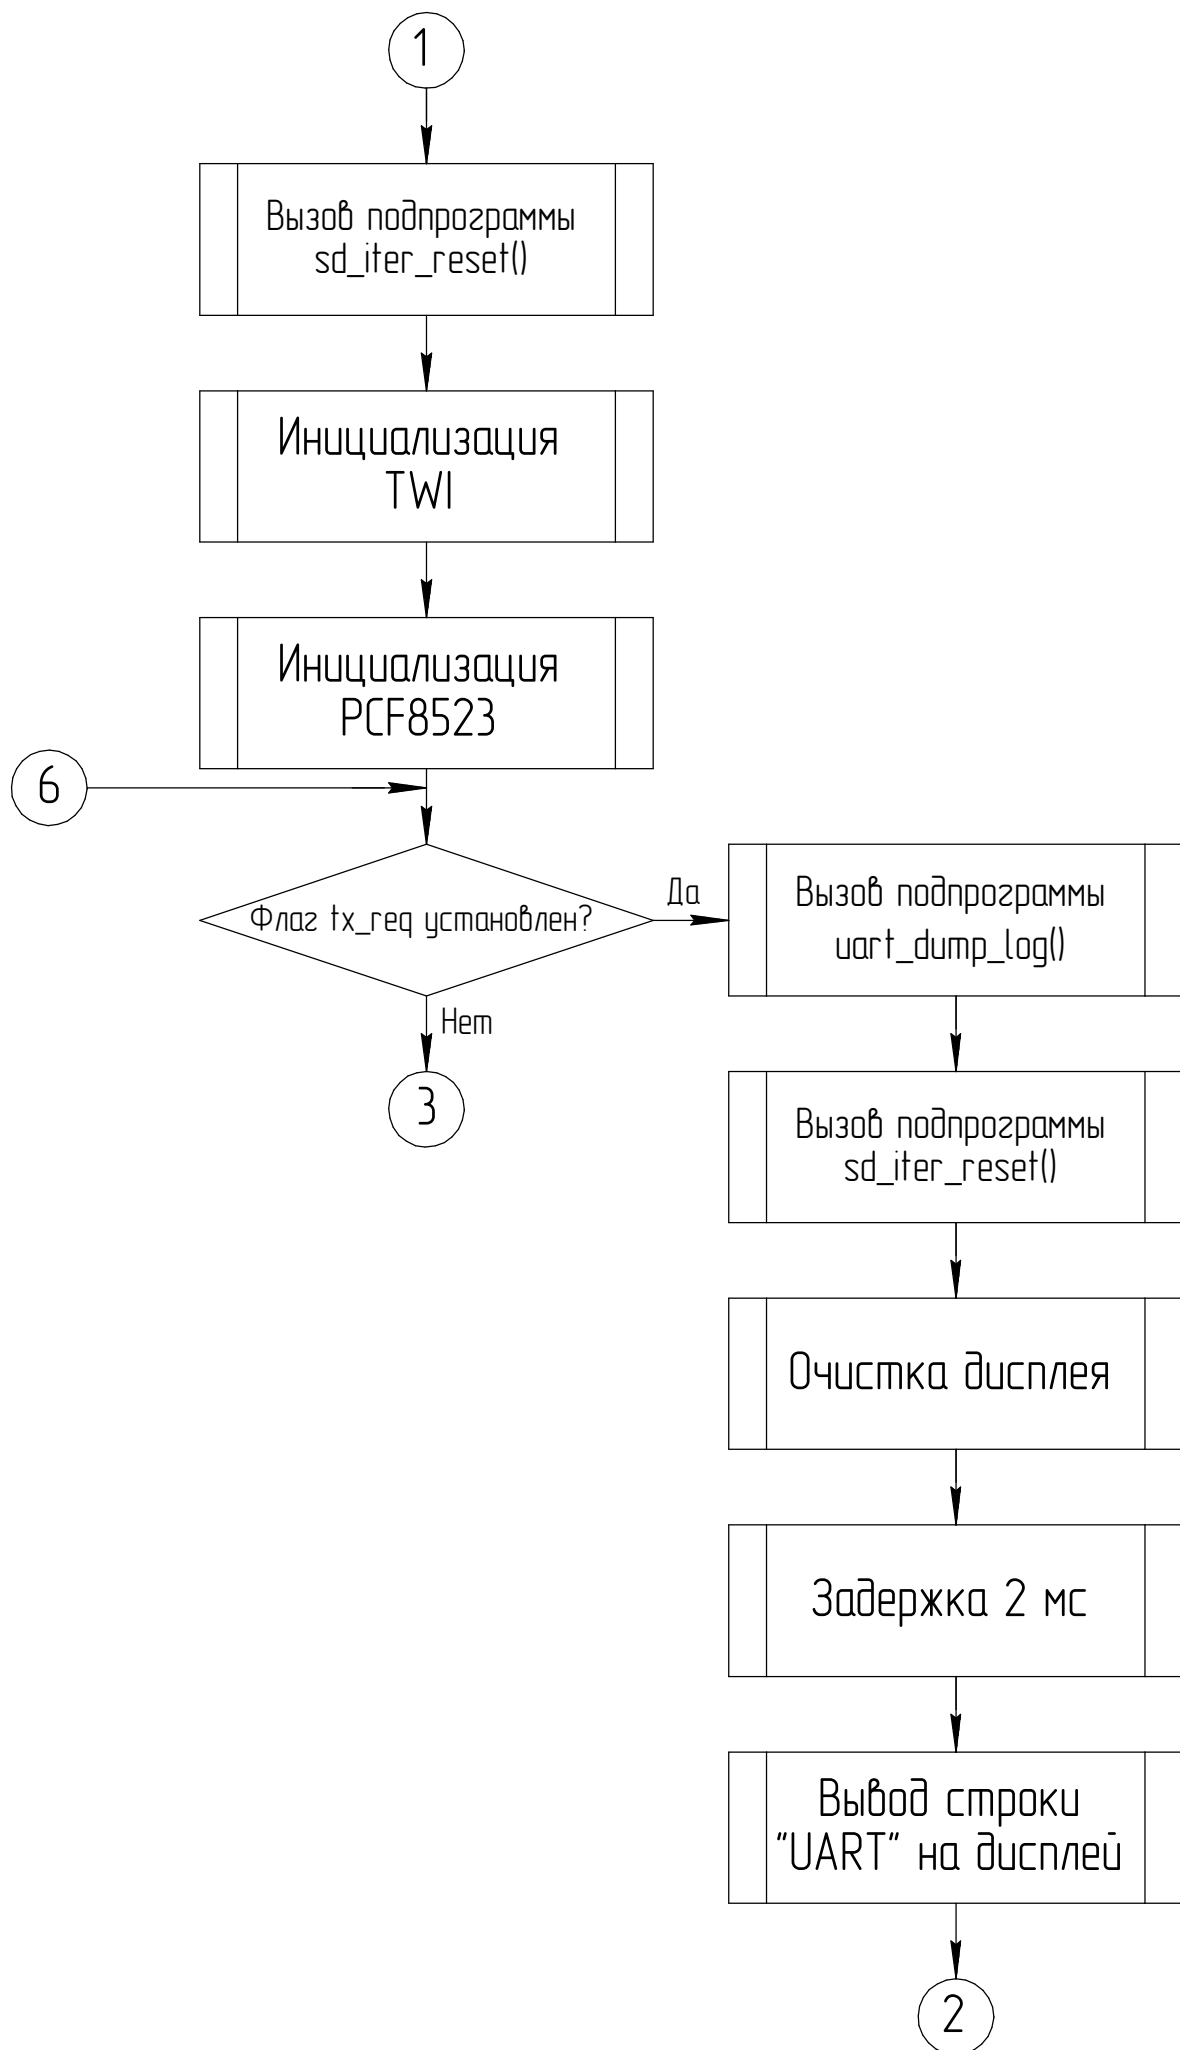 1
Вызов подпрограммы
sd_iter_reset()
Инициализация
TWI
Инициализация
PCF8523
6
Флаг tx_req установлен?
Да
Нет
3
Вызов подпрограммы
uart_dump_log()
Вызов подпрограммы
sd_iter_reset()
Очистка дисплея
Задержка 2 мс
Вывод строки
"UART" на дисплей
2